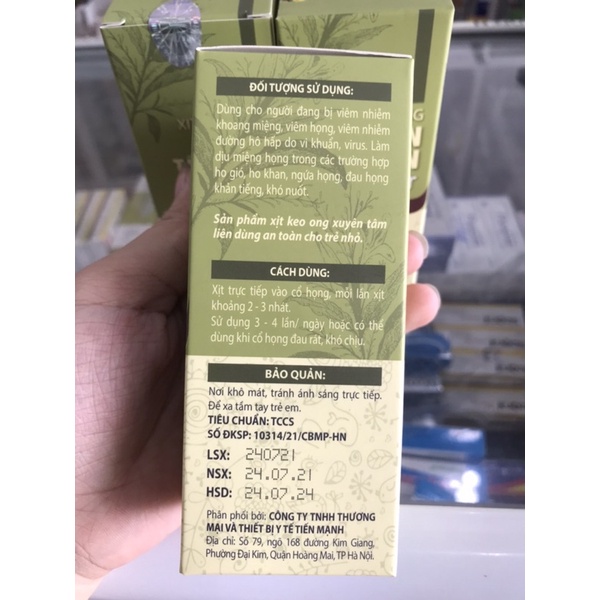 ĐỐI TƯỢNG SỬ DỤNG:
Dùng cho người đang bị viêm nhiễm
khoang miệng, viêm họng, viêm nhiễm
đường hô hấp do vi khuẩn, virus. Làm
dịu miệng họng trong các trường hợp
ho gió, ho khan, ngứa họng, đau họng
khản tiếng, khó nuốt.
Sản phẩm xịt keo ong xuyên tâm
liên dùng an toàn cho trẻ nhỏ.
CÁCH DÙNG:
Xịt trực tiếp vào cổ họng, mỗi lần xịt
khoảng 2 - 3 nhát.
Sử dụng 3 - 4 lần/ ngày hoặc có thể
dùng khi cổ họng đau rát, khó chịu.
BẢO QUẢN:
Nơi khô mát, tránh ánh sáng trực tiếp.
Để xa tầm tay trẻ em.
TIÊU CHUẨN: TCCS
SỐ ĐKSP: 10314/21/CBMP-HN
LSX: 240721
NSX: 24.07.21
HSD: 24.07.24
Phân phối bởi: CÔNG TY TNHH THƯƠNG
MẠI VÀ THIẾT BỊ Y TẾ TIẾN MẠNH
Địa chỉ: Số 79, ngõ 168 đường Kim Giang,
Phường Đại Kim, Quận Hoàng Mai, TP Hà Nội.